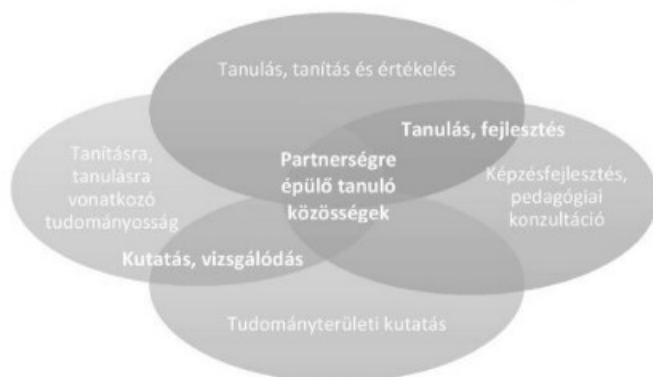 Tanulás, tanítás és értékelés
Tanulás, fejlesztés
Tanításra,
tanulásra
vonatkozó
tudományosság
Partnerségre
épülő tanuló
közösségek
Képzésfejlesztés,
pedagógiai
konzultáció
Kutatás, vizsgálódás
Tudományterületi kutatás